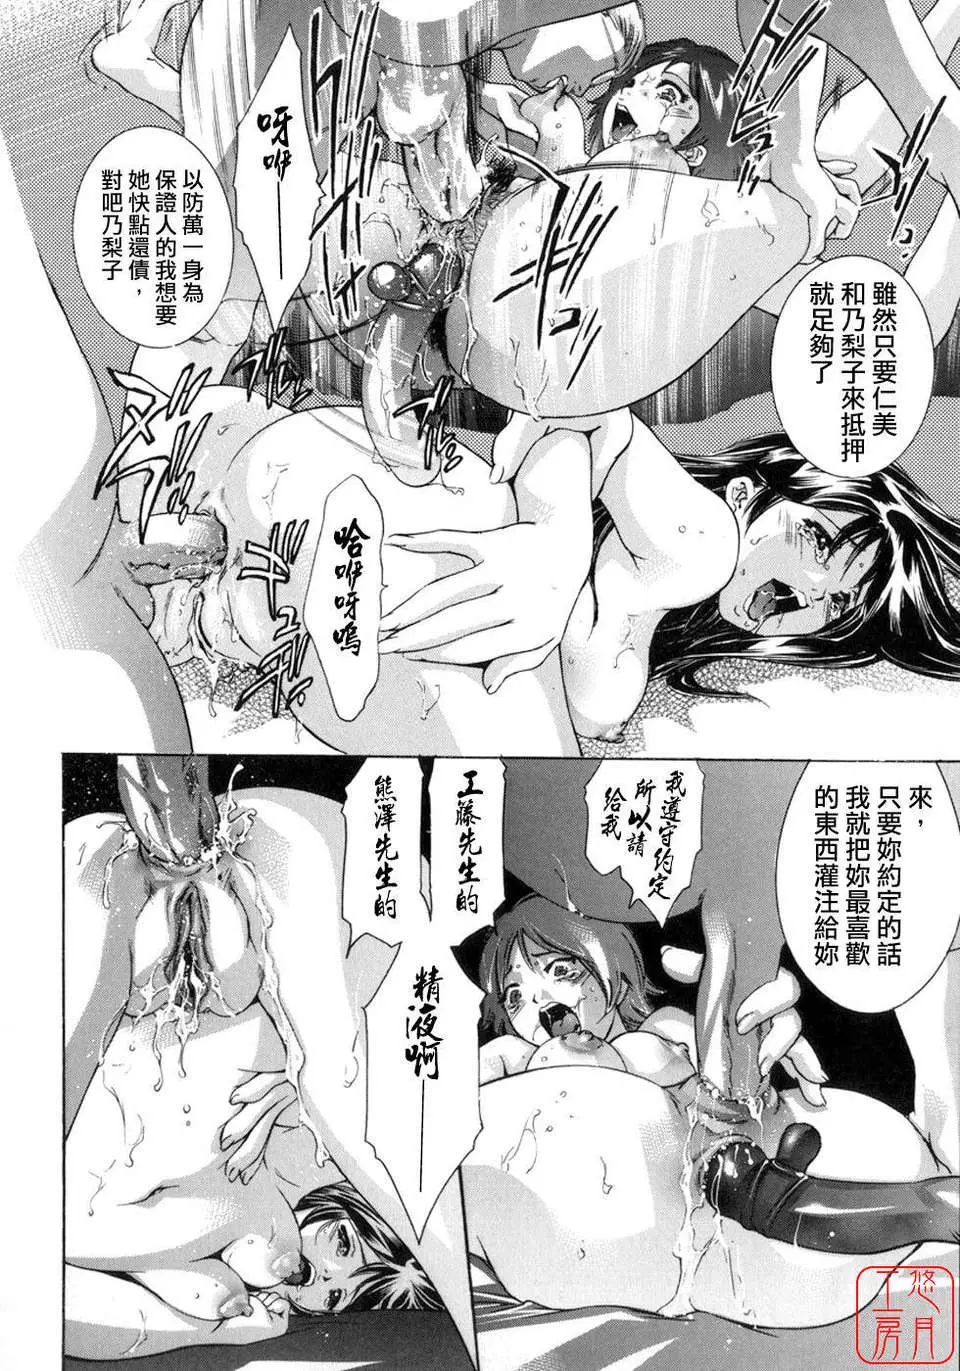 雖然只要仁美
和乃梨子來抵押
就足夠了
呀咿——
以防萬一身為
保證人的我想要
她快點還債，
對吧乃梨子
哈咿呀嗚
來，
只要妳約定的話
我就把妳最喜歡
的東西灌注給妳
我遵守約定
所以請
給我
工藤先生的
熊澤先生的
精液啊——
悠月工房